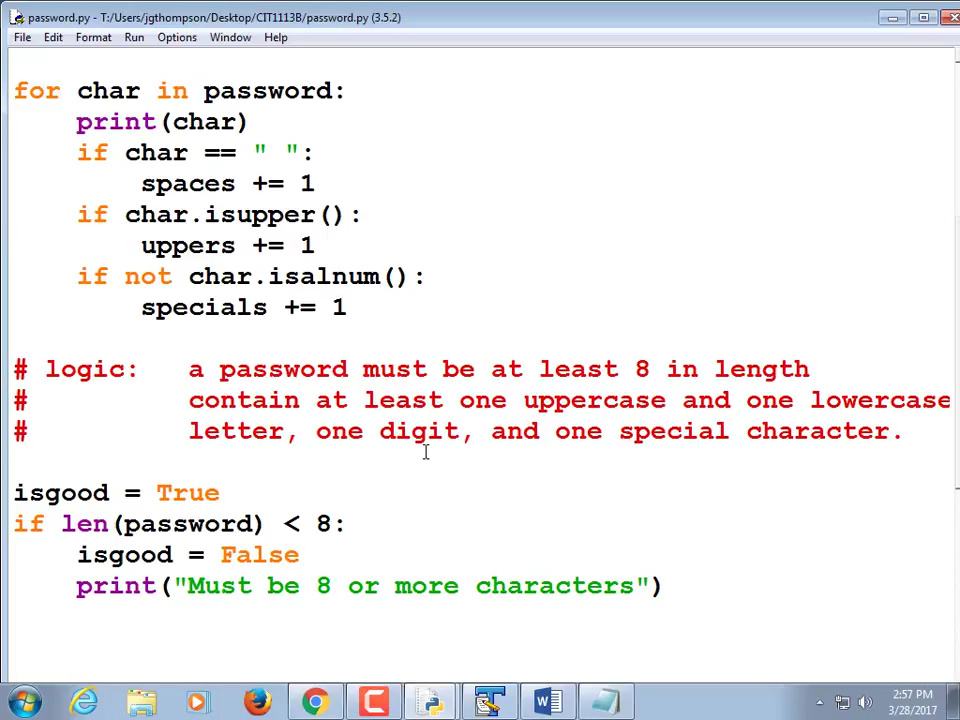 password.py - T:/Users/jgthompson/Desktop/CIT1113B/password.py (3.5.2)
File Edit Format Run Options Window Help
for char in password:
    print(char)
    if char == " ":
        spaces += 1
    if char.isupper():
        uppers += 1
    if not char.isalnum():
        specials += 1
# logic:   a password must be at least 8 in length
#          contain at least one uppercase and one lowercase
#          letter, one digit, and one special character.
isgood = True
if len(password) < 8:
    isgood = False
    print("Must be 8 or more characters")
2:57 PM
3/28/2017